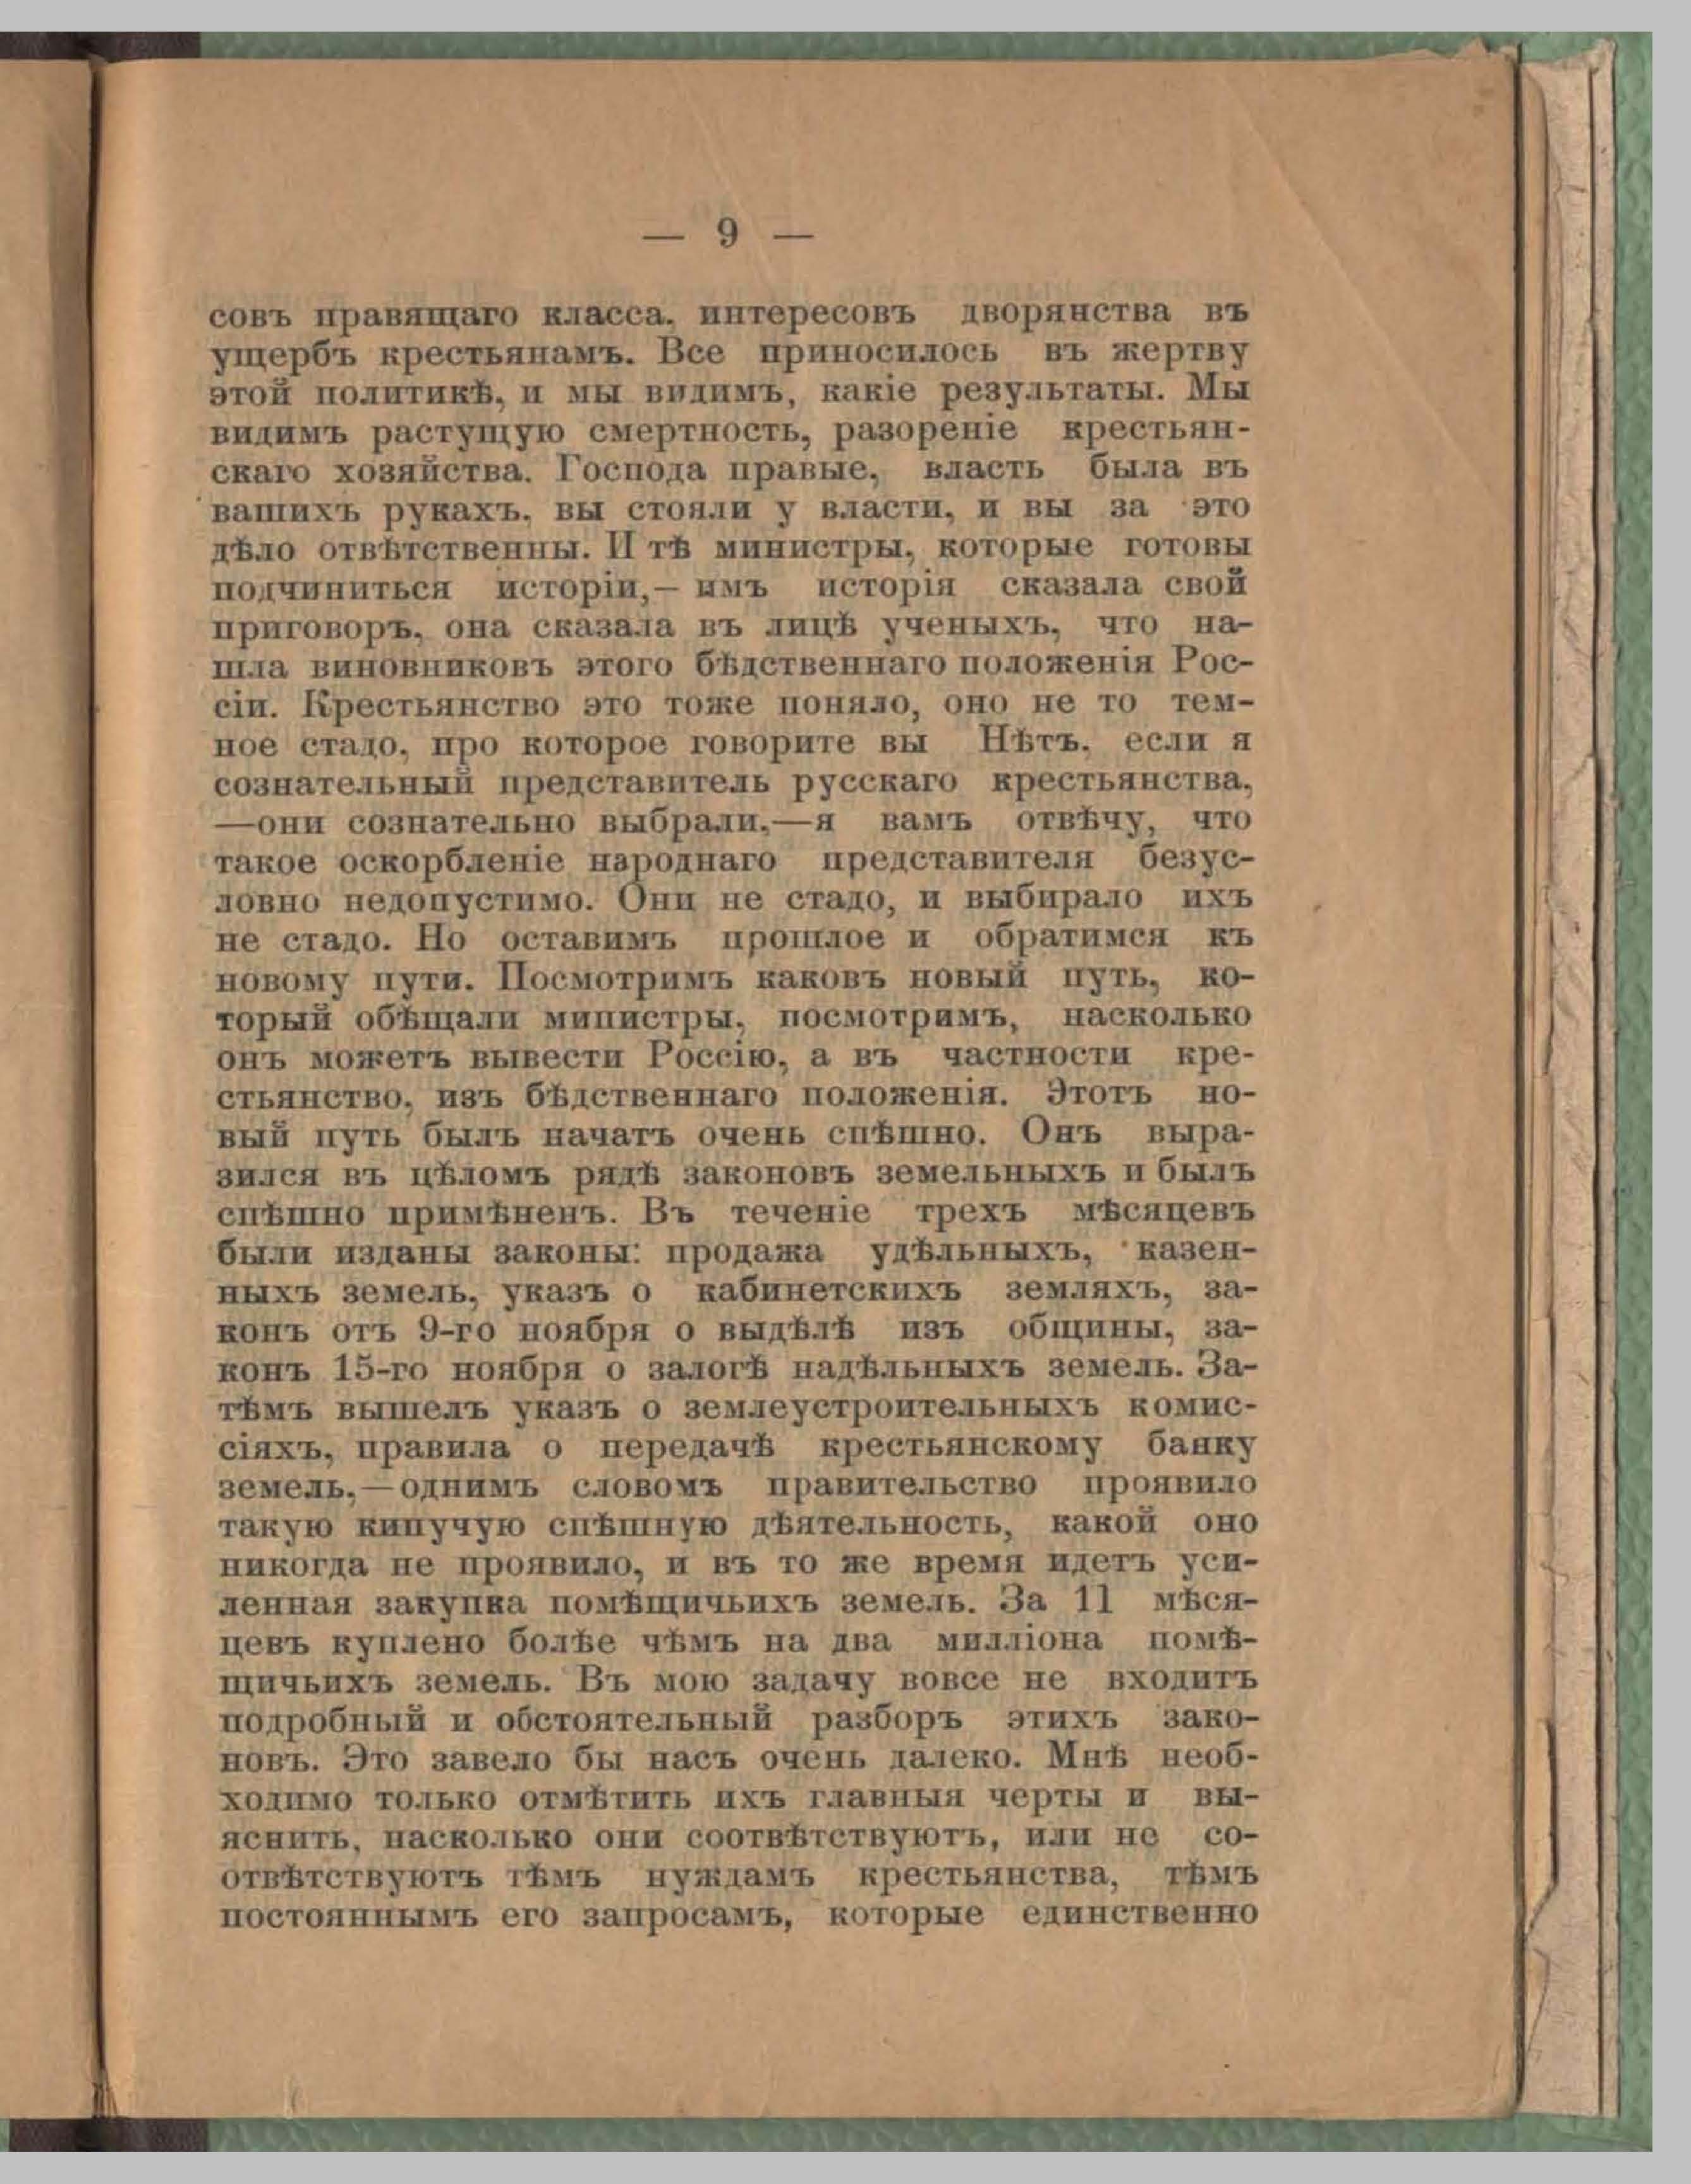 — 9 —
совъ правящаго класса. интересовъ дворянства въ
ущербъ крестьянамъ. Все приносилось въ жертву
этой политикѣ, и мы видимъ, какіе результаты. Мы
видимъ растущую смертность, разореніе крестьян-
скаго хозяйства. Господа правые, власть была въ
вашихъ рукахъ, вы стояли у власти, и вы за это
дѣло отвѣтственны. И тѣ министры, которые готовы
подчиниться исторіи,— имъ исторія сказала свой
приговоръ, она сказала въ лицѣ ученыхъ, что на-
шла виновниковъ этого бѣдственнаго положенія Рос-
сіи. Крестьянство это тоже поняло, оно не то тем-
ное стадо, про которое говорите вы Нѣтъ. если я
сознательный представитель русскаго крестьянства,
—они сознательно выбрали,—я вамъ отвѣчу, что
такое оскорбленіе народнаго представителя безус-
ловно недопустимо. Они не стадо, и выбирало ихъ
не стадо. Но оставимъ прошлое и обратимся къ
новому пути. Посмотримъ каковъ новый путь, ко-
торый обѣщали министры, посмотримъ, насколько
онъ можетъ вывести Россію, а въ частности кре-
стьянство, изъ бѣдственнаго положенія. Этотъ но-
вый путь былъ начатъ очень спѣшно. Онъ выра-
зился въ цѣломъ рядѣ законовъ земельныхъ и былъ
спѣшно примѣненъ. Въ теченіе трехъ мѣсяцевъ
были изданы законы: продажа удѣльныхъ, казен-
ныхъ земель, указъ о кабинетскихъ земляхъ, за-
конъ отъ 9-го ноября о выдѣлѣ изъ общины, за-
конъ 15-го ноября о залогѣ надѣльныхъ земель. За-
тѣмъ вышелъ указъ о землеустроительныхъ комис-
сіяхъ, правила о передачѣ крестьянскому банку
земель,—однимъ словомъ правительство проявило
такую кипучую спѣшную дѣятельность, какой оно
никогда не проявило, и въ то же время идетъ уси-
ленная закупка помѣщичьихъ земель. За 11 мѣся-
цевъ куплено болѣе чѣмъ на два милліона помѣ-
щичьихъ земель. Въ мою задачу вовсе не входитъ
подробный и обстоятельный разборъ этихъ зако-
новъ. Это завело бы насъ очень далеко. Мнѣ необ-
ходимо только отмѣтить ихъ главныя черты и вы-
яснить, насколько они соотвѣтствуютъ, или не со-
отвѣтствуютъ тѣмъ нуждамъ крестьянства, тѣмъ
постояннымъ его запросамъ, которые единственно